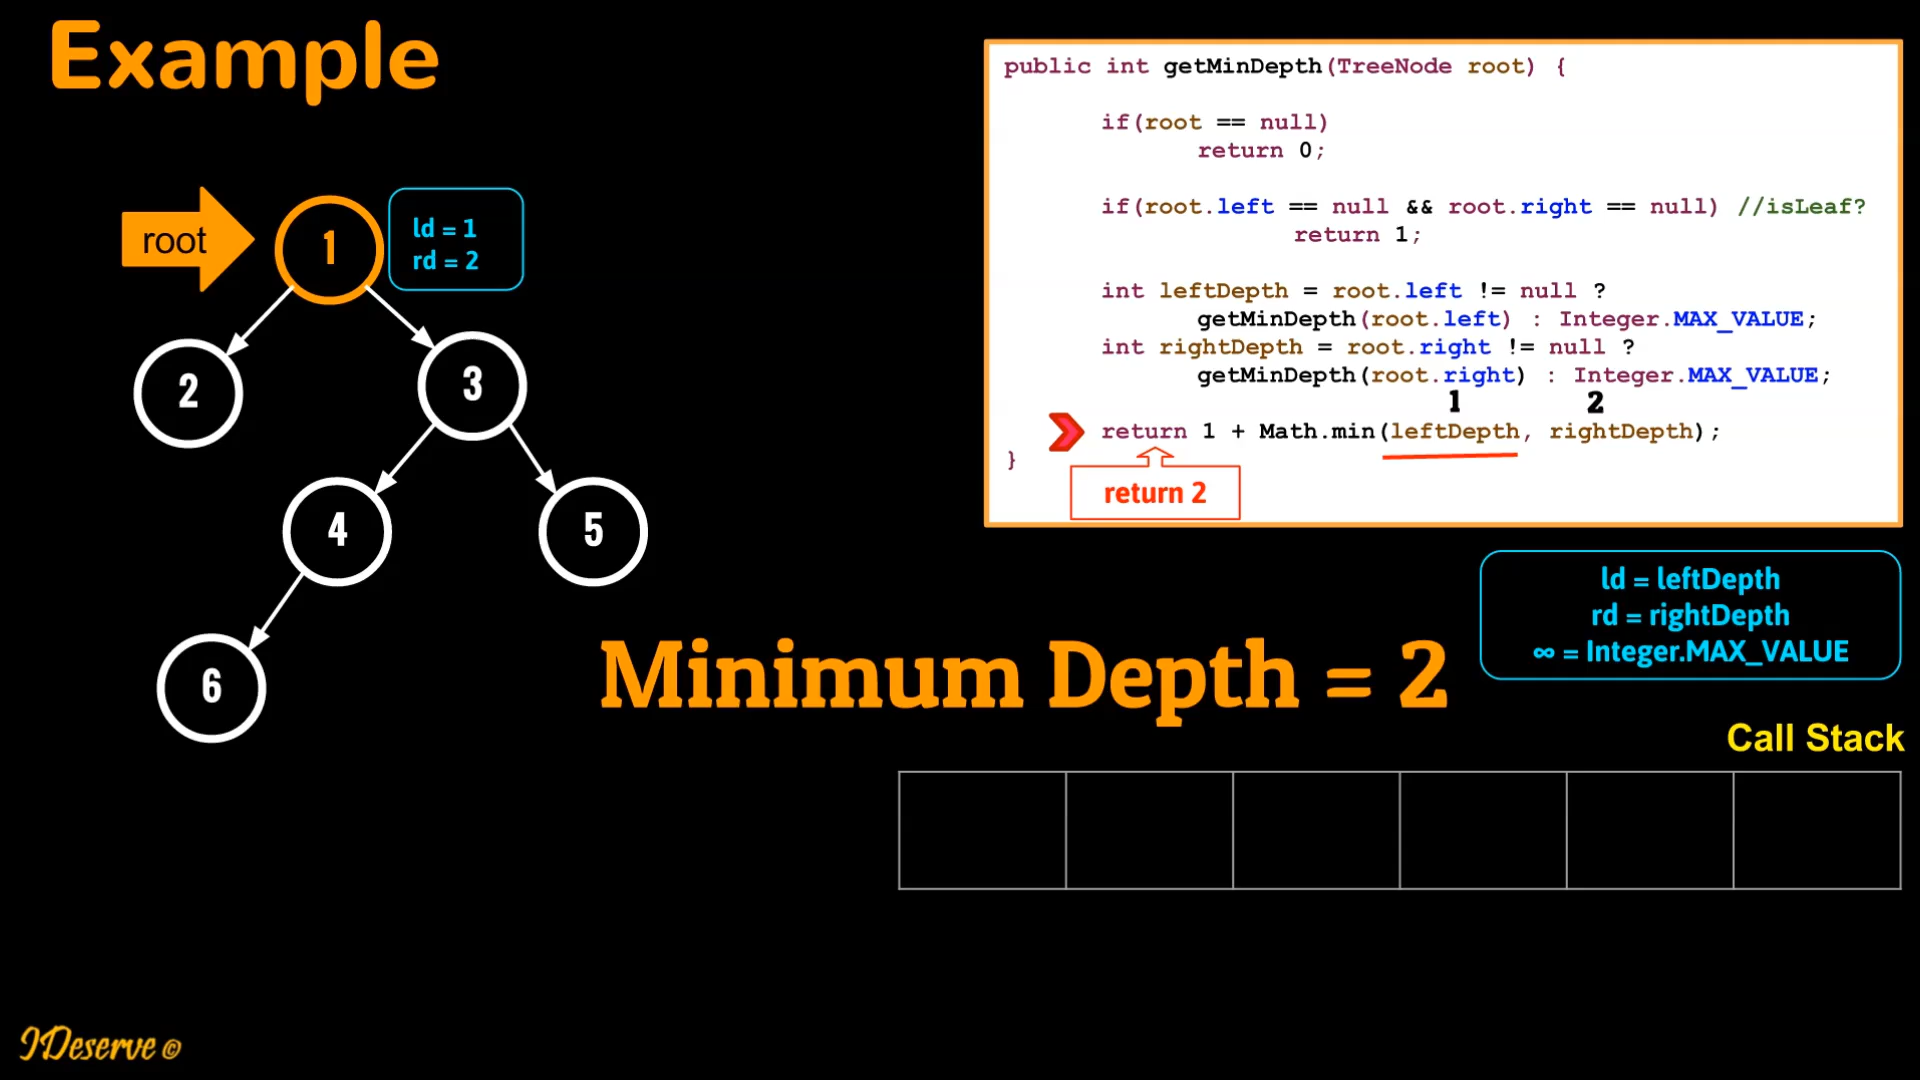 Example
root
1
ld = 1
rd = 2
2
3
4
5
6
public int getMinDepth(TreeNode root) {
if(root == null)
return 0;
if(root.left == null && root.right == null) //isLeaf?
return 1;
int leftDepth = root.left != null ?
getMinDepth(root.left) : Integer.MAX_VALUE;
int rightDepth = root.right != null ?
getMinDepth(root.right) : Integer.MAX_VALUE;
1 2
return 1 + Math.min(leftDepth, rightDepth);
}
return 2
ld = leftDepth
rd = rightDepth
∞ = Integer.MAX_VALUE
Minimum Depth = 2
Call Stack
IDeserve ©